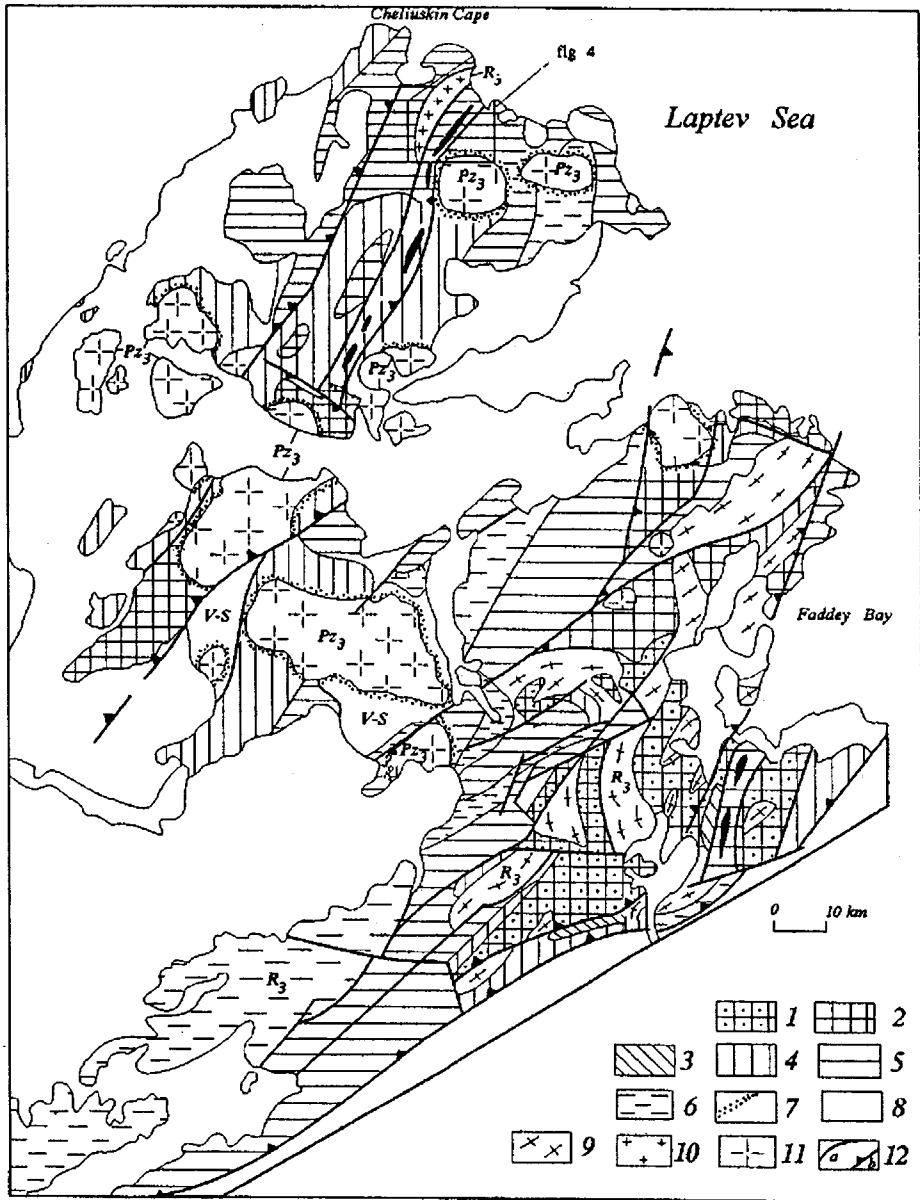 Cheliuskin Cape
fig 4
R3
Laptev Sea
Pz3
Pz3
Pz3
Pz3
Pz3
V-S
Faddey Bay
Pz3
V-S
Pz3
R3
R3
0 10 km
R3
1 2
3 4 5
6 7 8
9 10 11 a b 12